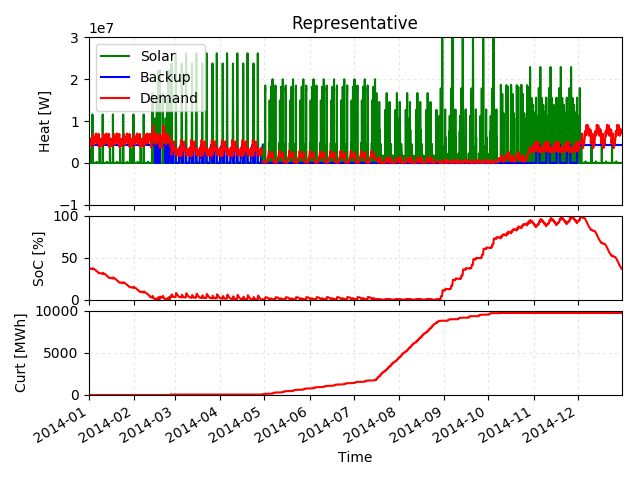 Representative
1e7
3
2
1
0
−1
Heat [W]
Solar
Backup
Demand
100
50
0
SoC [%]
10000
5000
0
Curt [MWh]
2014-01
2014-02
2014-03
2014-04
2014-05
2014-06
2014-07
2014-08
2014-09
2014-10
2014-11
2014-12
Time